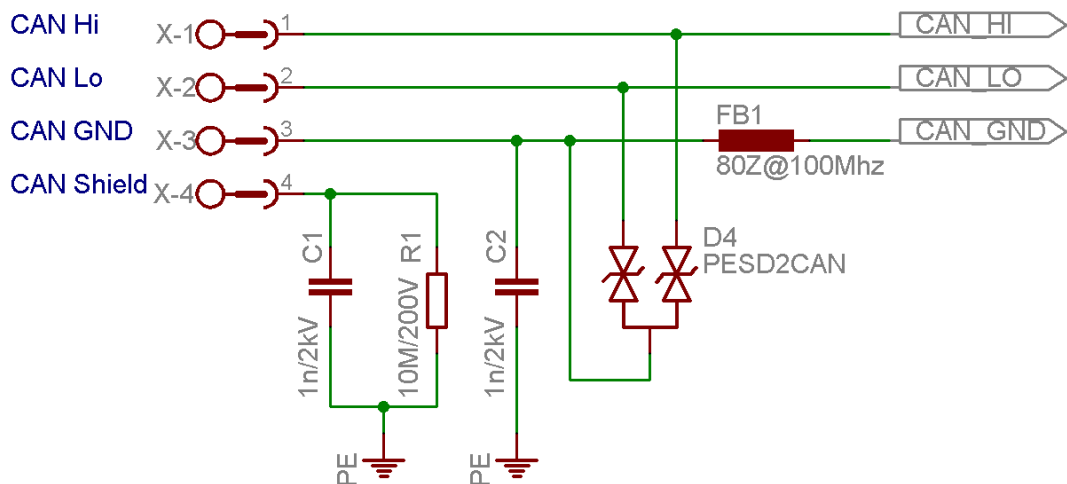 CAN Hi X-1 1 CAN_HI
CAN Lo X-2 2 CAN_LO
CAN GND X-3 3 FB1 CAN_GND
80Z@100Mhz
CAN Shield X-4 4
C1
1n/2kV
R1
10M/200V
C2
1n/2kV
D4
PESD2CAN
PE
PE